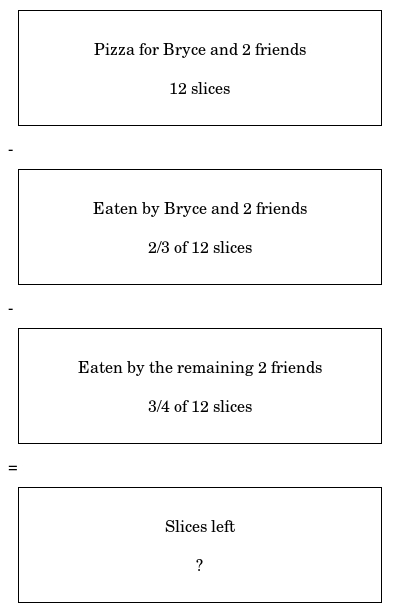 Pizza for Bryce and 2 friends
12 slices
-
Eaten by Bryce and 2 friends
2/3 of 12 slices
-
Eaten by the remaining 2 friends
3/4 of 12 slices
=
Slices left
?